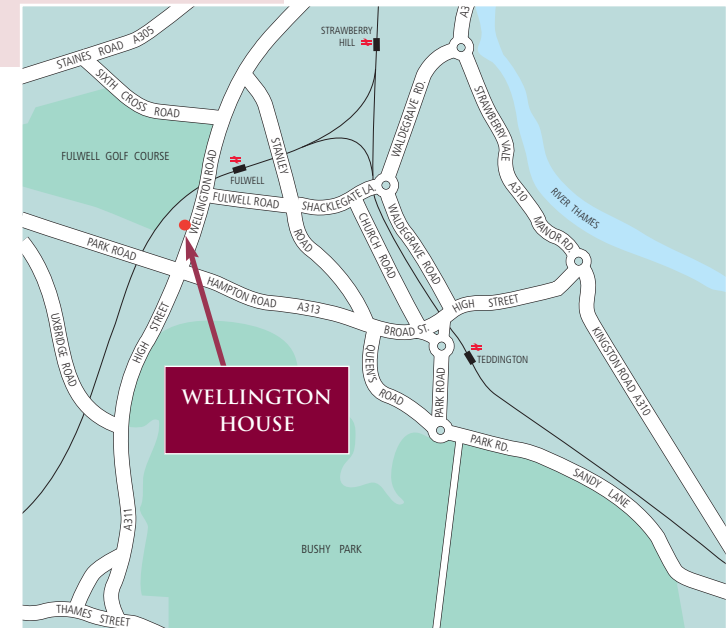 STAINES ROAD A305
SIXTH CROSS ROAD
STRAWBERRY
HILL
A3
WALDEGRAVE RD.
STRAWBERRY VALE
A310
RIVER THAMES
MANOR RD.
FULWELL GOLF COURSE
WELLINGTON ROAD
FULWELL
STANLEY
ROAD
FULWELL ROAD
SHACKLEGATE LA.
CHURCH ROAD
WALDEGRAVE ROAD
PARK ROAD
HAMPTON ROAD A313
HIGH STREET
UXBRIDGE ROAD
HIGH STREET
BROAD ST.
TEDDINGTON
KINGSTON ROAD A310
QUEEN'S
ROAD
PARK ROAD
WELLINGTON
HOUSE
PARK RD.
SANDY LANE
A311
BUSHY PARK
THAMES STREET